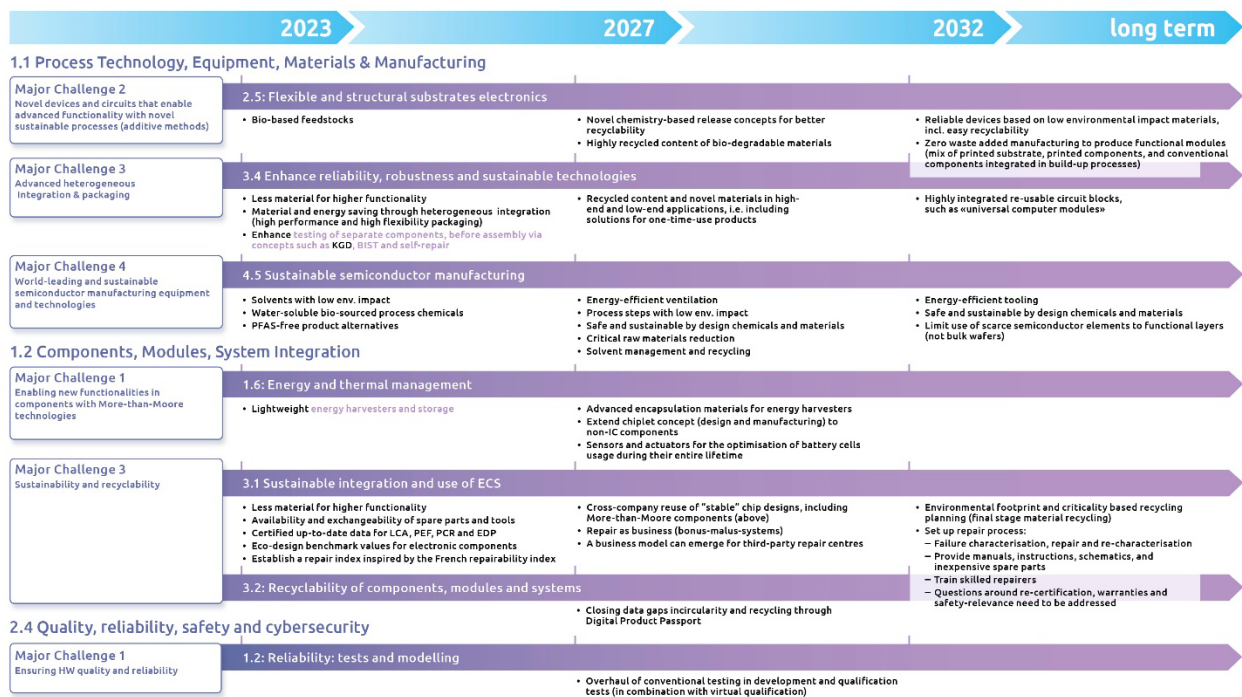 2023
2027
2032
long term
1.1 Process Technology, Equipment, Materials & Manufacturing
Major Challenge 2
Novel devices and circuits that enable
advanced functionality with novel
sustainable processes (additive methods)
2.5: Flexible and structural substrates electronics
• Bio-based feedstocks
• Novel chemistry-based release concepts for better
recyclability
• Highly recycled content of bio-degradable materials
• Reliable devices based on low environmental impact materials,
incl. easy recyclability
• Zero waste added manufacturing to produce functional modules
(mix of printed substrate, printed components, and conventional
components integrated in build-up processes)
Major Challenge 3
Advanced heterogeneous
Integration & packaging
3.4 Enhance reliability, robustness and sustainable technologies
• Less material for higher functionality
• Material and energy saving through heterogeneous integration
(high performance and high flexibility packaging)
• Enhance testing of separate components, before assembly via
concepts such as KGD, BIST and self-repair
• Recycled content and novel materials in high-
end and low-end applications, i.e. including
solutions for one-time-use products
• Highly integrated re-usable circuit blocks,
such as «universal computer modules»
Major Challenge 4
World-leading and sustainable
semiconductor manufacturing equipment
and technologies
4.5 Sustainable semiconductor manufacturing
• Solvents with low env. impact
• Water-soluble bio-sourced process chemicals
• PFAS-free product alternatives
• Energy-efficient ventilation
• Process steps with low env. impact
• Safe and sustainable by design chemicals and materials
• Critical raw materials reduction
• Solvent management and recycling
• Energy-efficient tooling
• Safe and sustainable by design chemicals and materials
• Limit use of scarce semiconductor elements to functional layers
(not bulk wafers)
1.2 Components, Modules, System Integration
Major Challenge 1
Enabling new functionalities in
components with More-than-Moore
technologies
1.6: Energy and thermal management
• Lightweight energy harvesters and storage
• Advanced encapsulation materials for energy harvesters
• Extend chiplet concept (design and manufacturing) to
non-IC components
• Sensors and actuators for the optimisation of battery cells
usage during their entire lifetime
Major Challenge 3
Sustainability and recyclability
3.1 Sustainable integration and use of ECS
• Less material for higher functionality
• Availability and exchangeability of spare parts and tools
• Certified up-to-date data for LCA, PEF, PCR and EDP
• Eco-design benchmark values for electronic components
• Establish a repair index inspired by the French repairability index
• Cross-company reuse of "stable" chip designs, including
More-than-Moore components (above)
• Repair as business (bonus-malus-systems)
• A business model can emerge for third-party repair centres
• Environmental footprint and criticality based recycling
planning (final stage material recycling)
• Set up repair process:
– Failure characterisation, repair and re-characterisation
– Provide manuals, instructions, schematics, and
inexpensive spare parts
– Train skilled repairers
– Questions around re-certification, warranties and
safety-relevance need to be addressed
3.2: Recyclability of components, modules and systems
• Closing data gaps incircularity and recycling through
Digital Product Passport
2.4 Quality, reliability, safety and cybersecurity
Major Challenge 1
Ensuring HW quality and reliability
1.2: Reliability: tests and modelling
• Overhaul of conventional testing in development and qualification
tests (in combination with virtual qualification)